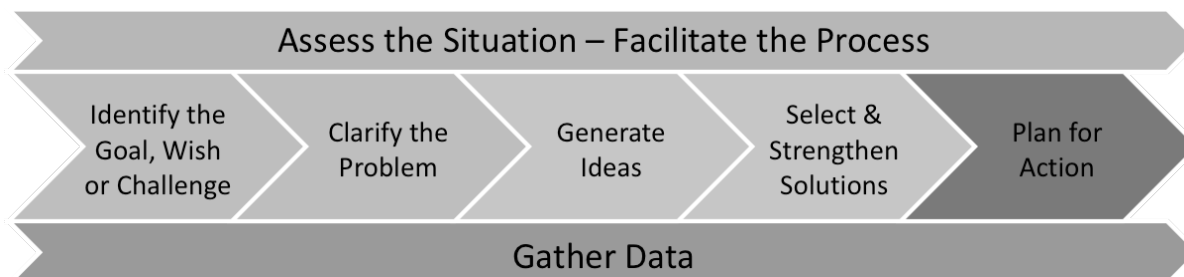 Assess the Situation – Facilitate the Process
Identify the
Goal, Wish
or Challenge
Clarify the
Problem
Generate
Ideas
Select &
Strengthen
Solutions
Plan for
Action
Gather Data